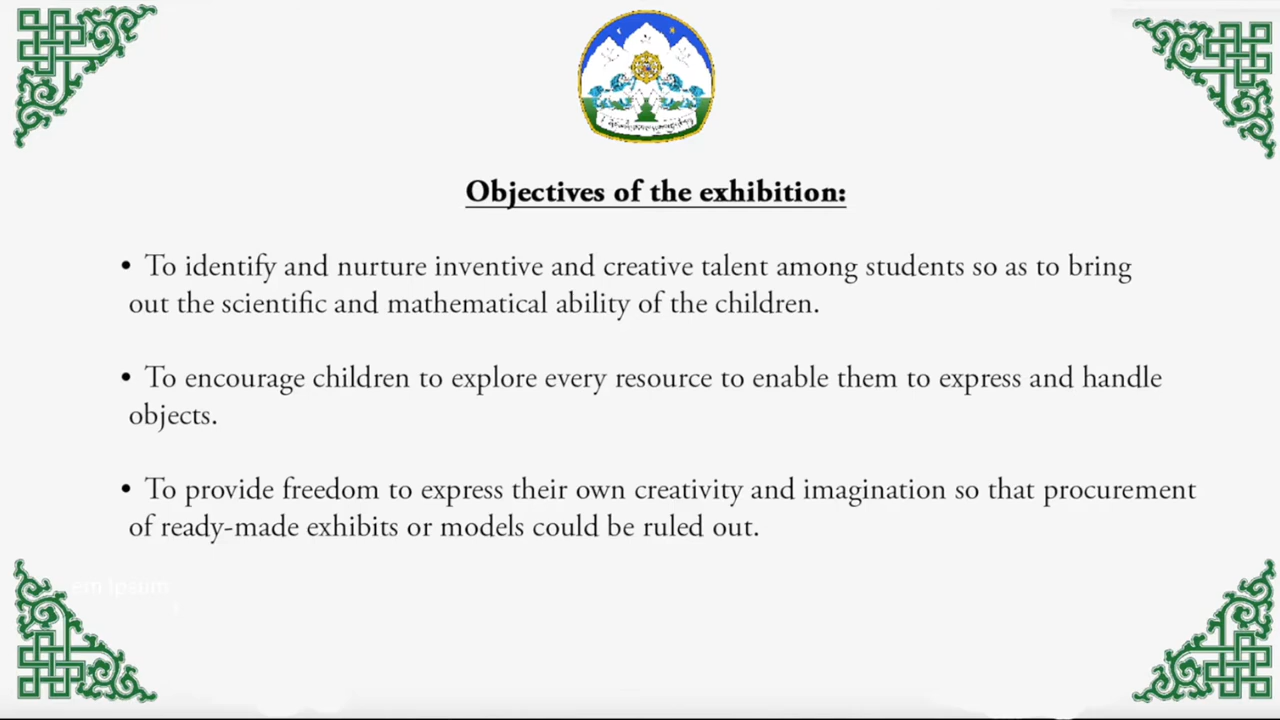 Objectives of the exhibition:
• To identify and nurture inventive and creative talent among students so as to bring
out the scientific and mathematical ability of the children.
• To encourage children to explore every resource to enable them to express and handle
objects.
• To provide freedom to express their own creativity and imagination so that procurement
of ready-made exhibits or models could be ruled out.
em ipsum